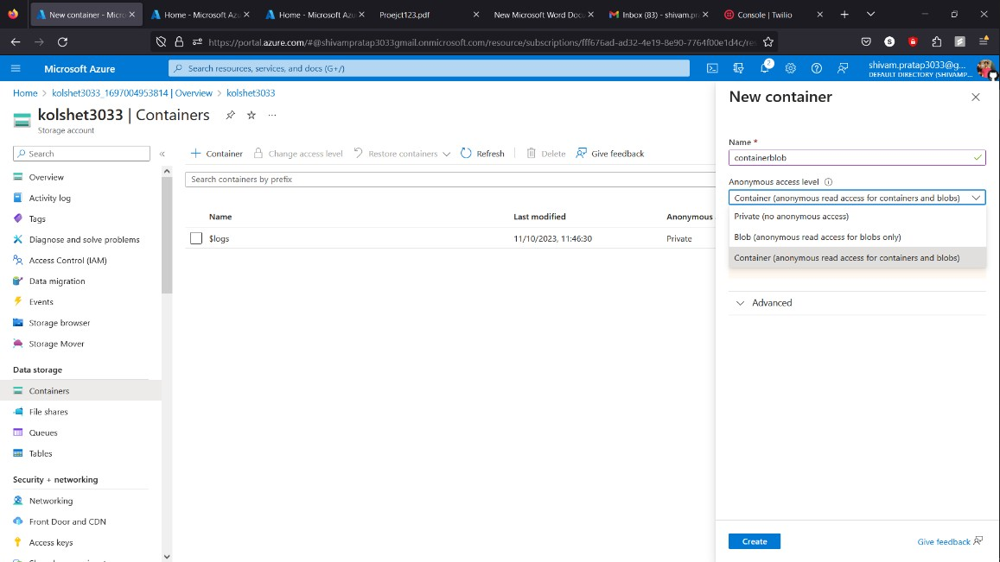 New container - Micro
Home - Microsoft Azu
Home - Microsoft Azu
Proejct123.pdf
New Microsoft Word Docu
Inbox (83) - shivam.pr
Console | Twilio
https://portal.azure.com/#@shivampratap3033gmail.onmicrosoft.com/resource/subscriptions/fff676ad-ad32-4e19-8e90-7764f00e1d4c/re
Microsoft Azure
Search resources, services, and docs (G+/)
2
shivam.pratap3033@g...
DEFAULT DIRECTORY (SHIVAMP...
Home > kolshet3033_1697004953814 | Overview > kolshet3033
kolshet3033 | Containers
Storage account
Search
Overview
Activity log
Tags
Diagnose and solve problems
Access Control (IAM)
Data migration
Events
Storage browser
Storage Mover
Data storage
Containers
File shares
Queues
Tables
Security + networking
Networking
Front Door and CDN
Access keys
Container
Change access level
Restore containers
Refresh
Delete
Give feedback
Search containers by prefix
Name Last modified Anonymous
$logs 11/10/2023, 11:46:30 Private
New container
Name *
containerblob
Anonymous access level
Container (anonymous read access for containers and blobs)
Private (no anonymous access)
Blob (anonymous read access for blobs only)
Container (anonymous read access for containers and blobs)
Advanced
Create
Give feedback